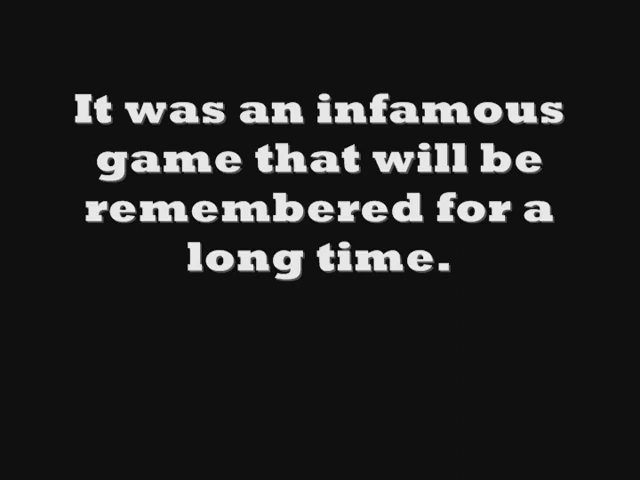 It was an infamous
game that will be
remembered for a
long time.